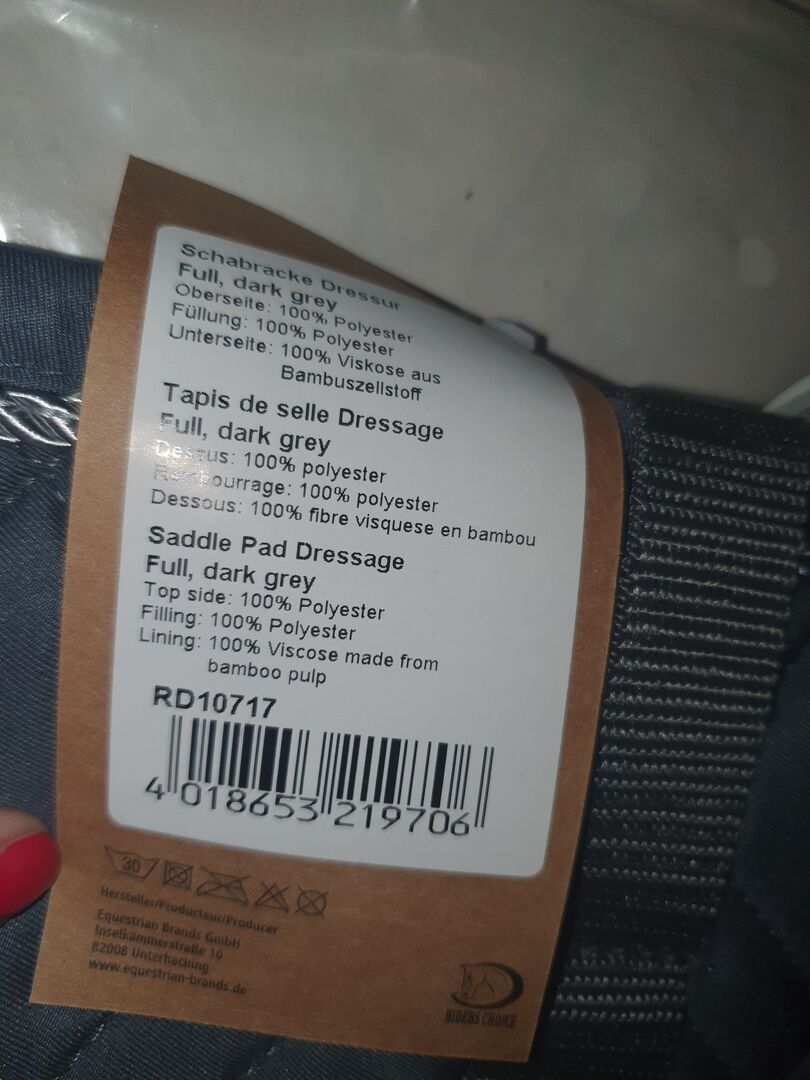 Schabracke Dressur
Full, dark grey
Oberseite: 100% Polyester
Füllung: 100% Polyester
Unterseite: 100% Viskose aus
Bambuszellstoff
Tapis de selle Dressage
Full, dark grey
Dessus: 100% polyester
Rembourrage: 100% polyester
Dessous: 100% fibre visquese en bambou
Saddle Pad Dressage
Full, dark grey
Top side: 100% Polyester
Filling: 100% Polyester
Lining: 100% Viscose made from
bamboo pulp
RD10717
4 018653 219706
30
Hersteller/Producteur/Producer
Equestrian Brands GmbH
Inselkammerstraße 10
82008 Unterhaching
www.equestrian-brands.de
RIDERS CHOICE